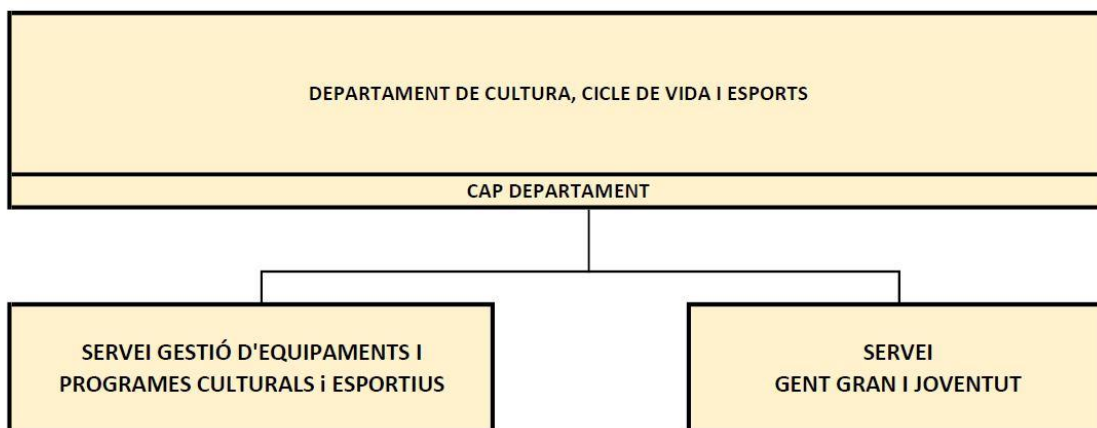 DEPARTAMENT DE CULTURA, CICLE DE VIDA I ESPORTS
CAP DEPARTAMENT
SERVEI GESTIÓ D'EQUIPAMENTS I
PROGRAMES CULTURALS i ESPORTIUS
SERVEI
GENT GRAN I JOVENTUT